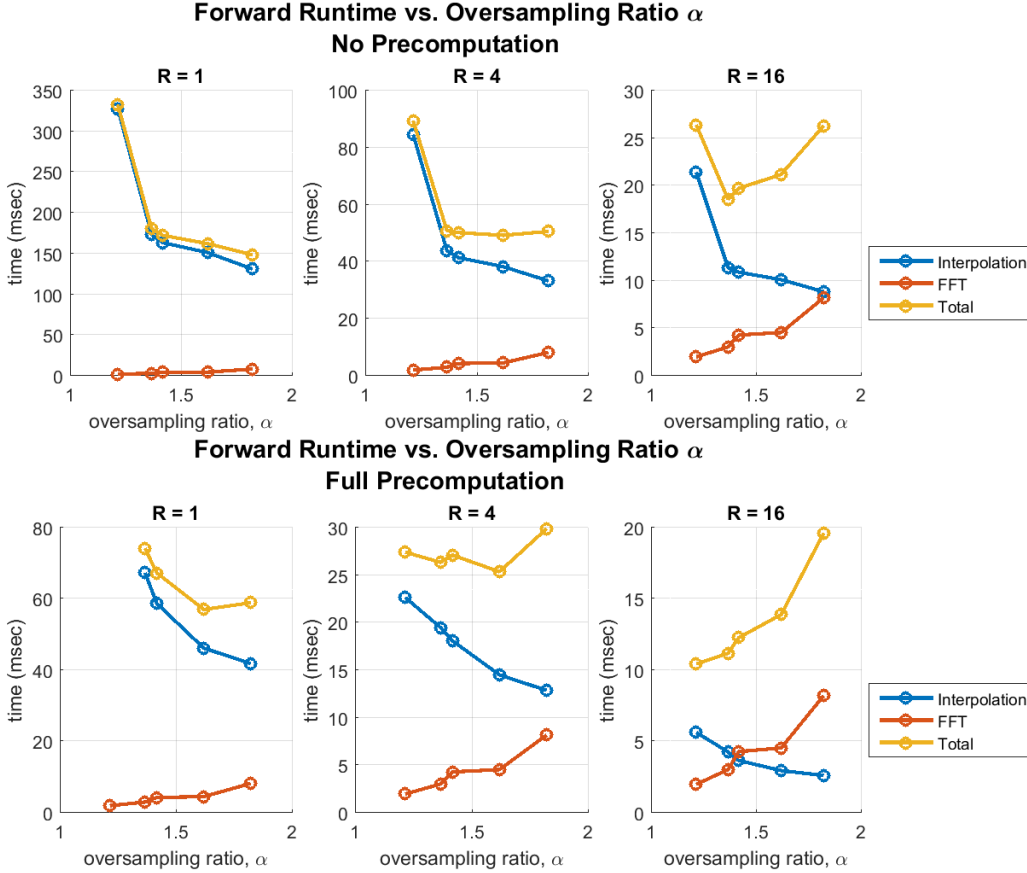 Forward Runtime vs. Oversampling Ratio α
No Precomputation
R = 1
350
300
250
200
150
100
50
0
time (msec)
1
1.5
2
oversampling ratio, α
R = 4
100
80
60
40
20
0
time (msec)
1
1.5
2
oversampling ratio, α
R = 16
30
25
20
15
10
5
0
time (msec)
1
1.5
2
oversampling ratio, α
Interpolation
FFT
Total
Forward Runtime vs. Oversampling Ratio α
Full Precomputation
R = 1
80
60
40
20
0
time (msec)
1
1.5
2
oversampling ratio, α
R = 4
30
25
20
15
10
5
0
time (msec)
1
1.5
2
oversampling ratio, α
R = 16
20
15
10
5
0
time (msec)
1
1.5
2
oversampling ratio, α
Interpolation
FFT
Total